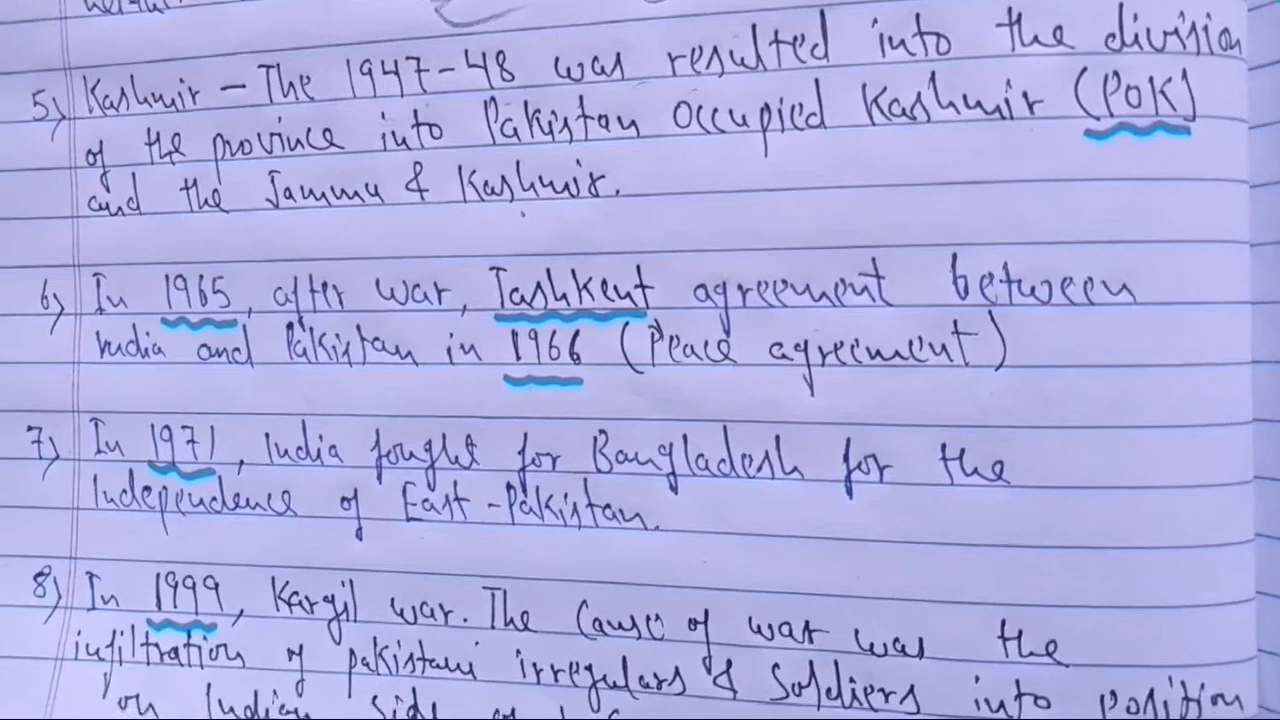 5) Kashmir - The 1947-48 was resulted into the division
of the province into Pakistan Occupied Kashmir (POK)
and the Jammu & Kashmir.
6) In 1965, after war, Tashkent agreement between
India and Pakistan in 1966 (Peace agreement)
7) In 1971, India fought for Bangladesh for the
Independence of East-Pakistan.
8) In 1999, Kargil war. The Cause of war was the
infiltration of pakistani irregulars & Soldiers into position
on Indian side